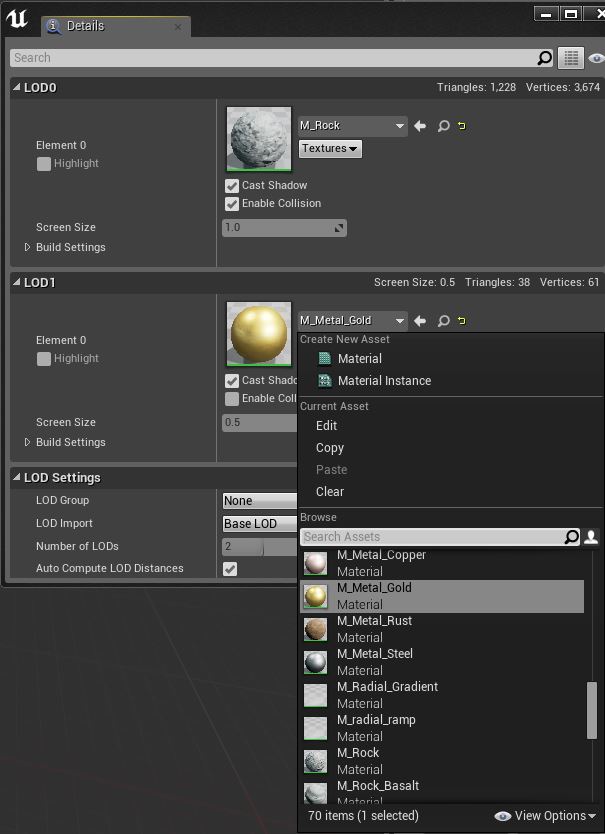 Details
Search
LOD0 Triangles: 1,228 Vertices: 3,674
M_Rock
Element 0
Highlight
Textures
Cast Shadow
Enable Collision
Screen Size 1.0
Build Settings
LOD1 Screen Size: 0.5 Triangles: 38 Vertices: 61
M_Metal_Gold
Element 0
Highlight
Cast Shado
Enable Coll
Screen Size 0.5
Build Settings
LOD Settings
LOD Group None
LOD Import Base LOD
Number of LODs 2
Auto Compute LOD Distances
Create New Asset
Material
Material Instance
Current Asset
Edit
Copy
Paste
Clear
Browse
Search Assets
M_Metal_Copper
Material
M_Metal_Gold
Material
M_Metal_Rust
Material
M_Metal_Steel
Material
M_Radial_Gradient
Material
M_radial_ramp
Material
M_Rock
Material
M_Rock_Basalt
Material
70 items (1 selected) View Options